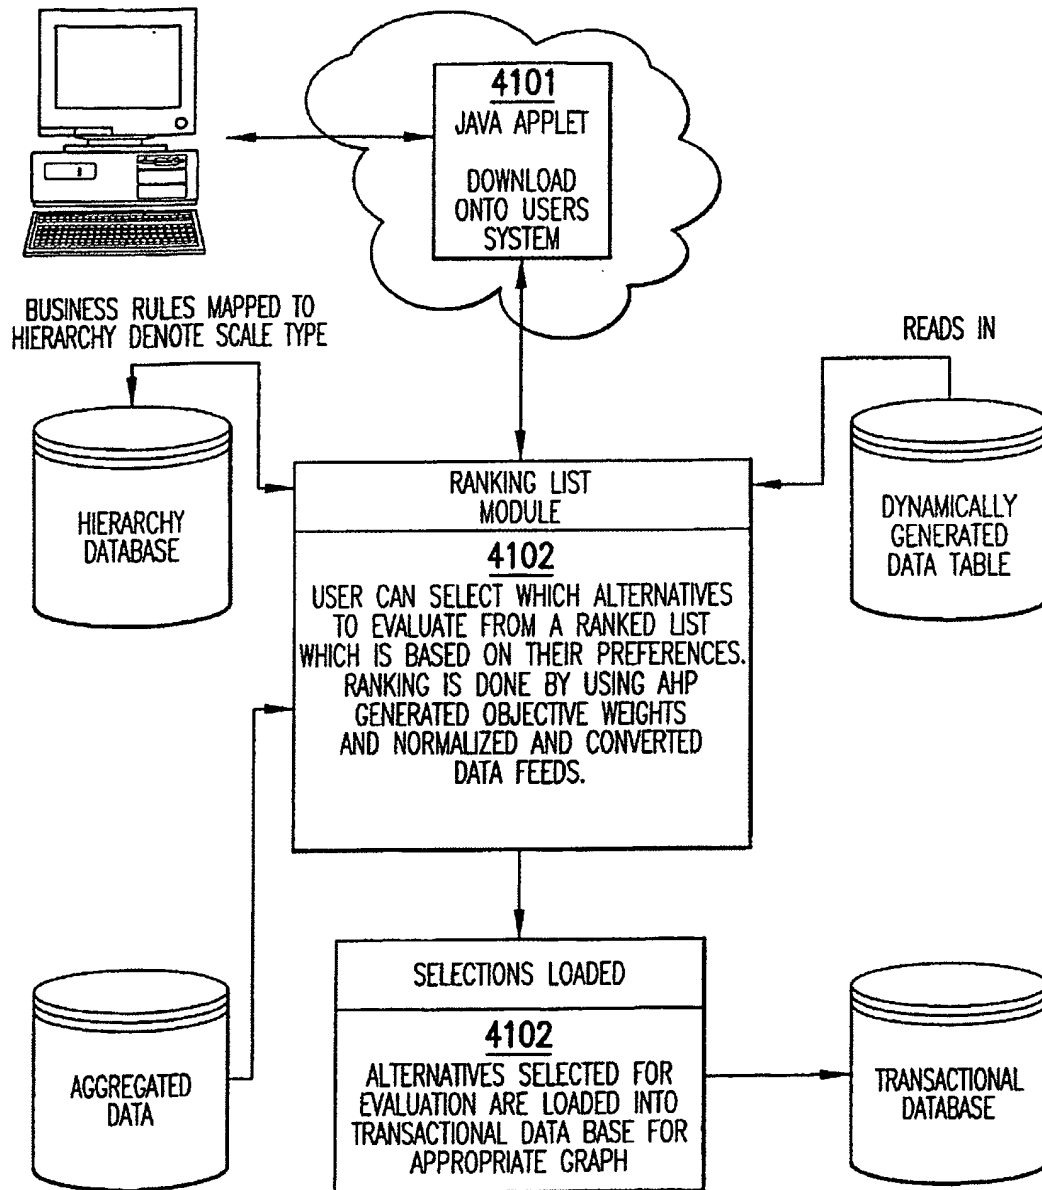 4101
JAVA APPLET
DOWNLOAD
ONTO USERS
SYSTEM
BUSINESS RULES MAPPED TO
HIERARCHY DENOTE SCALE TYPE
READS IN
HIERARCHY
DATABASE
RANKING LIST
MODULE
4102
USER CAN SELECT WHICH ALTERNATIVES
TO EVALUATE FROM A RANKED LIST
WHICH IS BASED ON THEIR PREFERENCES.
RANKING IS DONE BY USING AHP
GENERATED OBJECTIVE WEIGHTS
AND NORMALIZED AND CONVERTED
DATA FEEDS.
DYNAMICALLY
GENERATED
DATA TABLE
AGGREGATED
DATA
SELECTIONS LOADED
4102
ALTERNATIVES SELECTED FOR
EVALUATION ARE LOADED INTO
TRANSACTIONAL DATA BASE FOR
APPROPRIATE GRAPH
TRANSACTIONAL
DATABASE